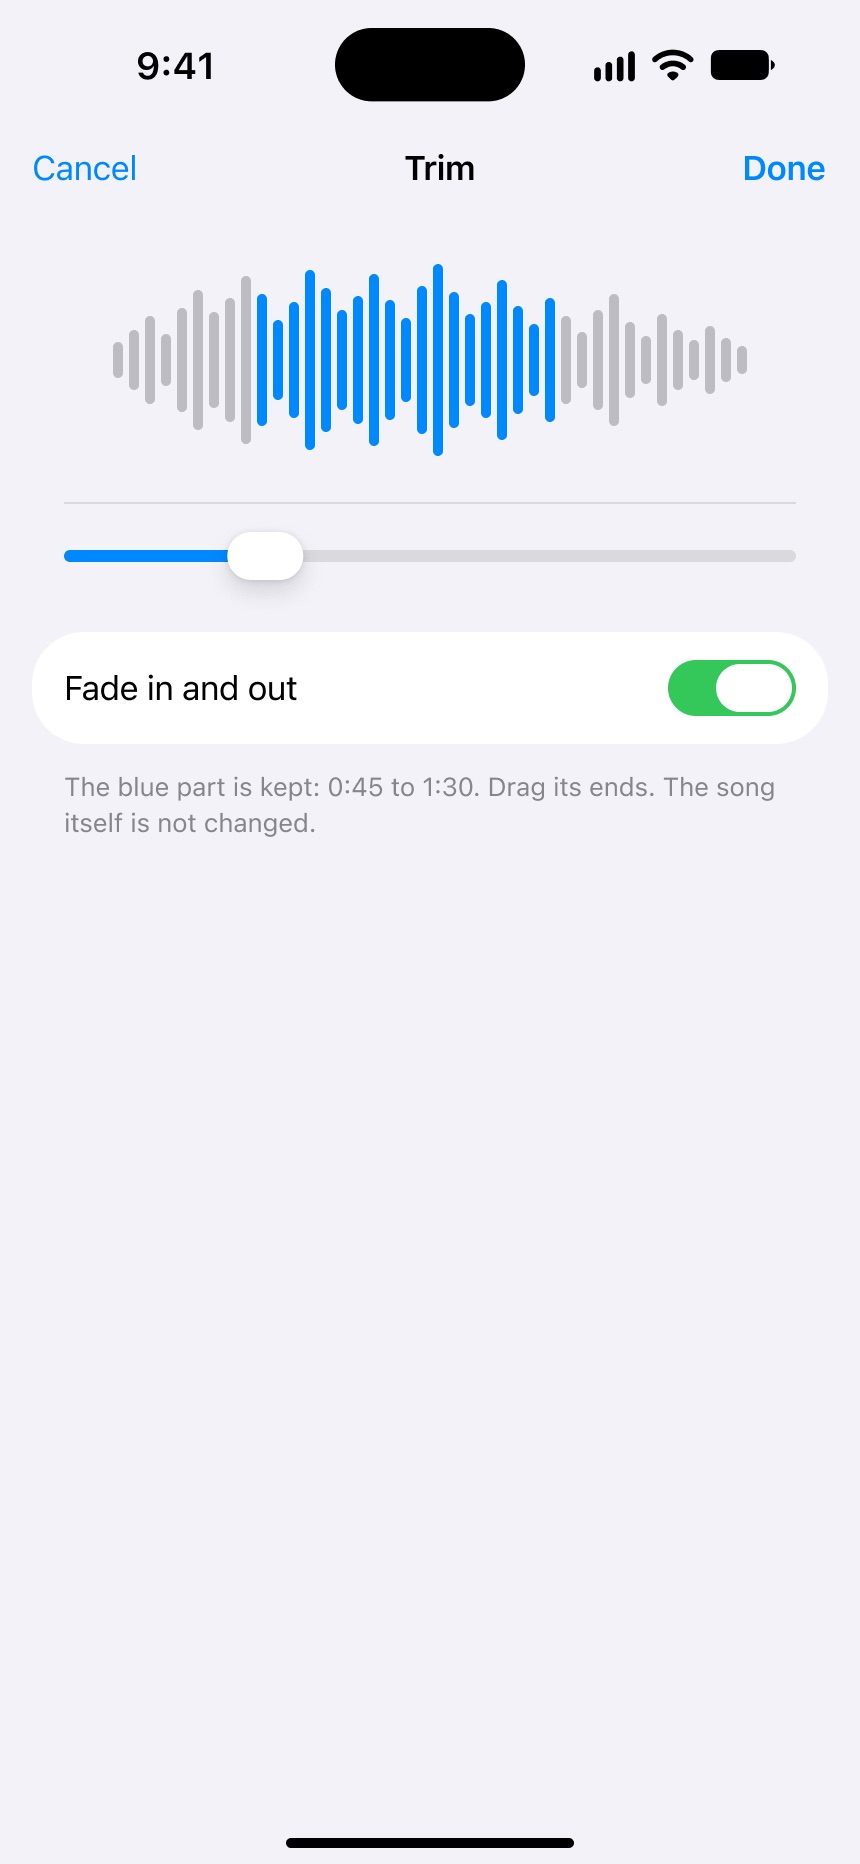 9:41
Cancel
Trim
Done
Fade in and out
The blue part is kept: 0:45 to 1:30. Drag its ends. The song
itself is not changed.